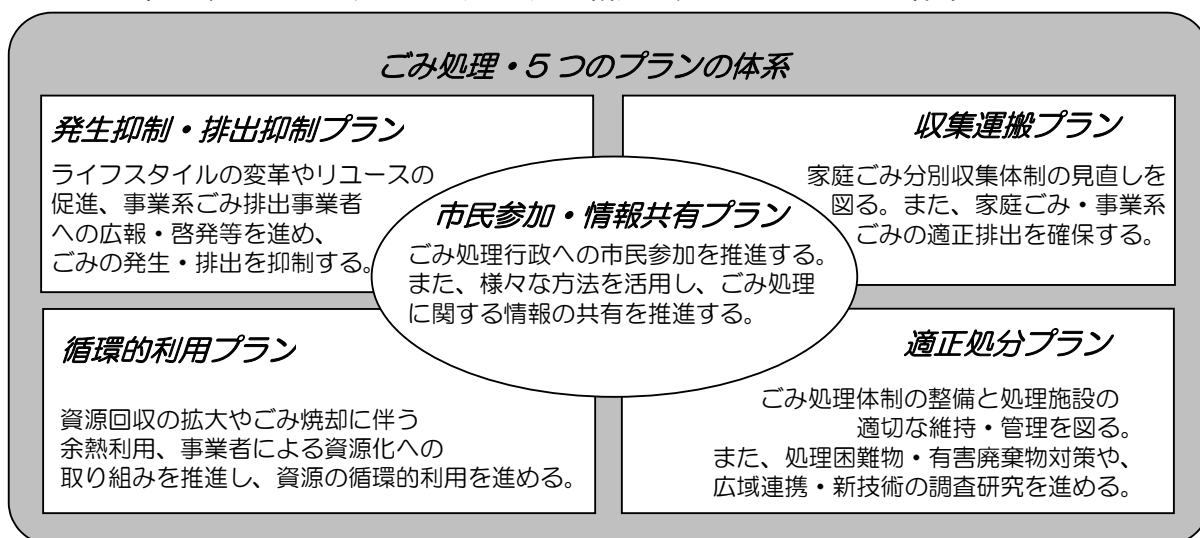 ごみ処理・5つのプランの体系
発生抑制・排出抑制プラン
ライフスタイルの変革やリユースの
促進、事業系ごみ排出事業者
への広報・啓発等を進め、
ごみの発生・排出を抑制する。
収集運搬プラン
家庭ごみ分別収集体制の見直しを
図る。また、家庭ごみ・事業系
ごみの適正排出を確保する。
市民参加・情報共有プラン
ごみ処理行政への市民参加を推進する。
また、様々な方法を活用し、ごみ処理
に関する情報の共有を推進する。
循環的利用プラン
資源回収の拡大やごみ焼却に伴う
余熱利用、事業者による資源化への
取り組みを推進し、資源の循環的利用を進める。
適正処分プラン
ごみ処理体制の整備と処理施設の
適切な維持・管理を図る。
また、処理困難物・有害廃棄物対策や、
広域連携・新技術の調査研究を進める。